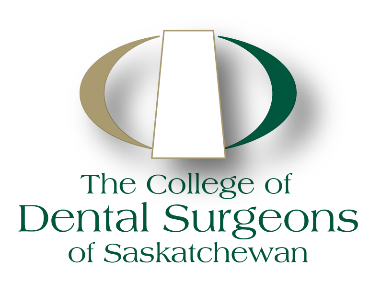 The College of
Dental Surgeons
of Saskatchewan